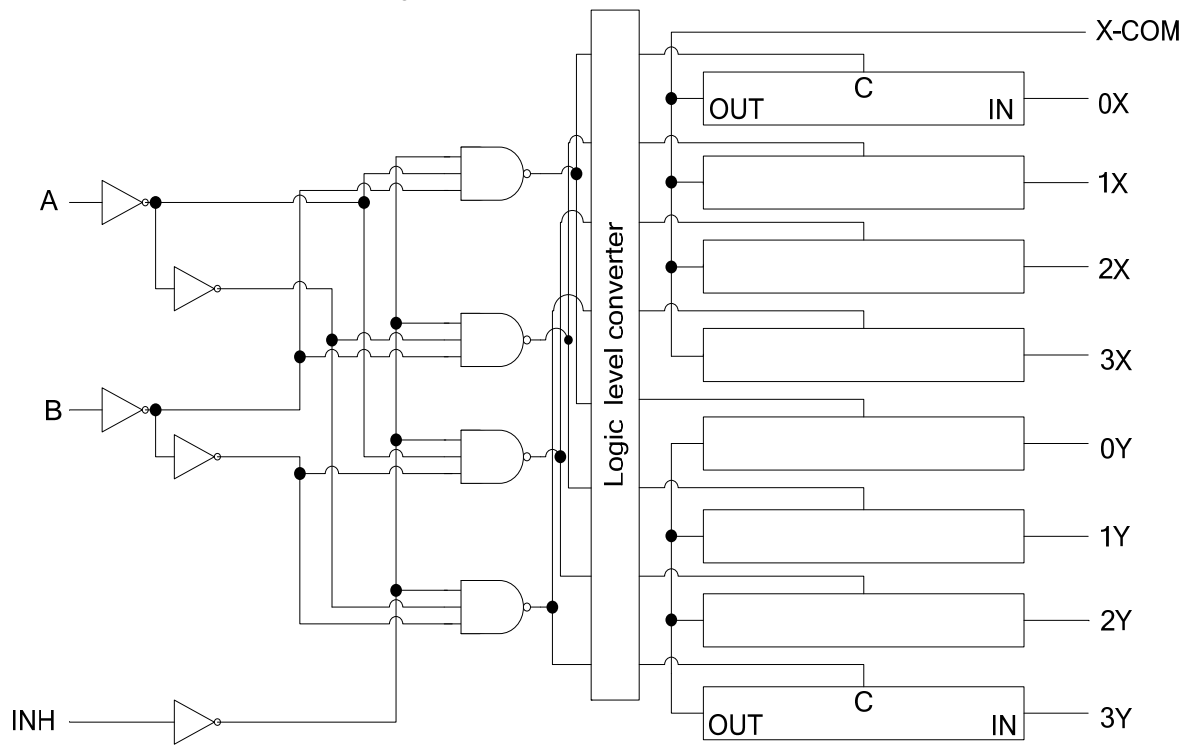 X-COM
C
OUT
IN
0X
1X
A
2X
Logic level converter
3X
B
0Y
1Y
2Y
C
INH
OUT
IN
3Y